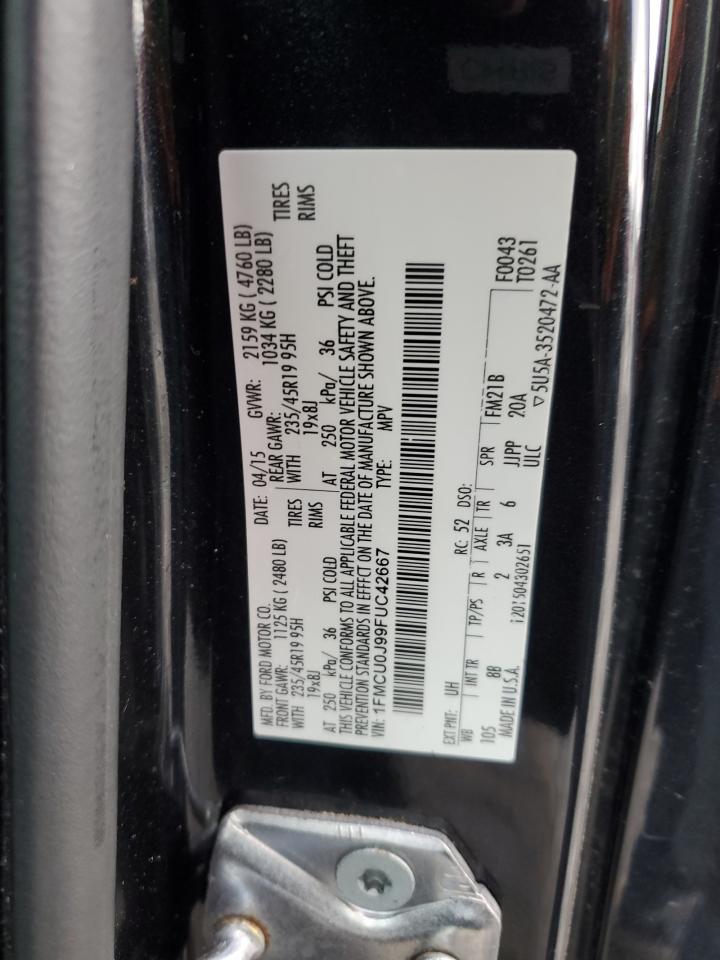 MFD. BY FORD MOTOR CO.
DATE: 04/15
GVWR: 2159 KG ( 4760 LB)
FRONT GAWR: 1125 KG ( 2480 LB)
REAR GAWR: 1034 KG ( 2280 LB)
WITH 235/45R19 95H TIRES
WITH 235/45R19 95H TIRES
19x8J RIMS
19x8J RIMS
AT 250 kPa/ 36 PSI COLD
AT 250 kPa/ 36 PSI COLD
THIS VEHICLE CONFORMS TO ALL APPLICABLE FEDERAL MOTOR VEHICLE SAFETY AND THEFT
PREVENTION STANDARDS IN EFFECT ON THE DATE OF MANUFACTURE SHOWN ABOVE.
VIN: 1FMCU0J99FUC42667
TYPE: MPV
F0043
T0261
EXT PNT: UH RC: 52 DSO:
WB INT TR TP/PS R AXLE TR SPR FM21B
105 8B 2 3A 6 JJPP 20A
MADE IN U.S.A. i201504302651 ULC
▽ 5U5A-3520472-AA